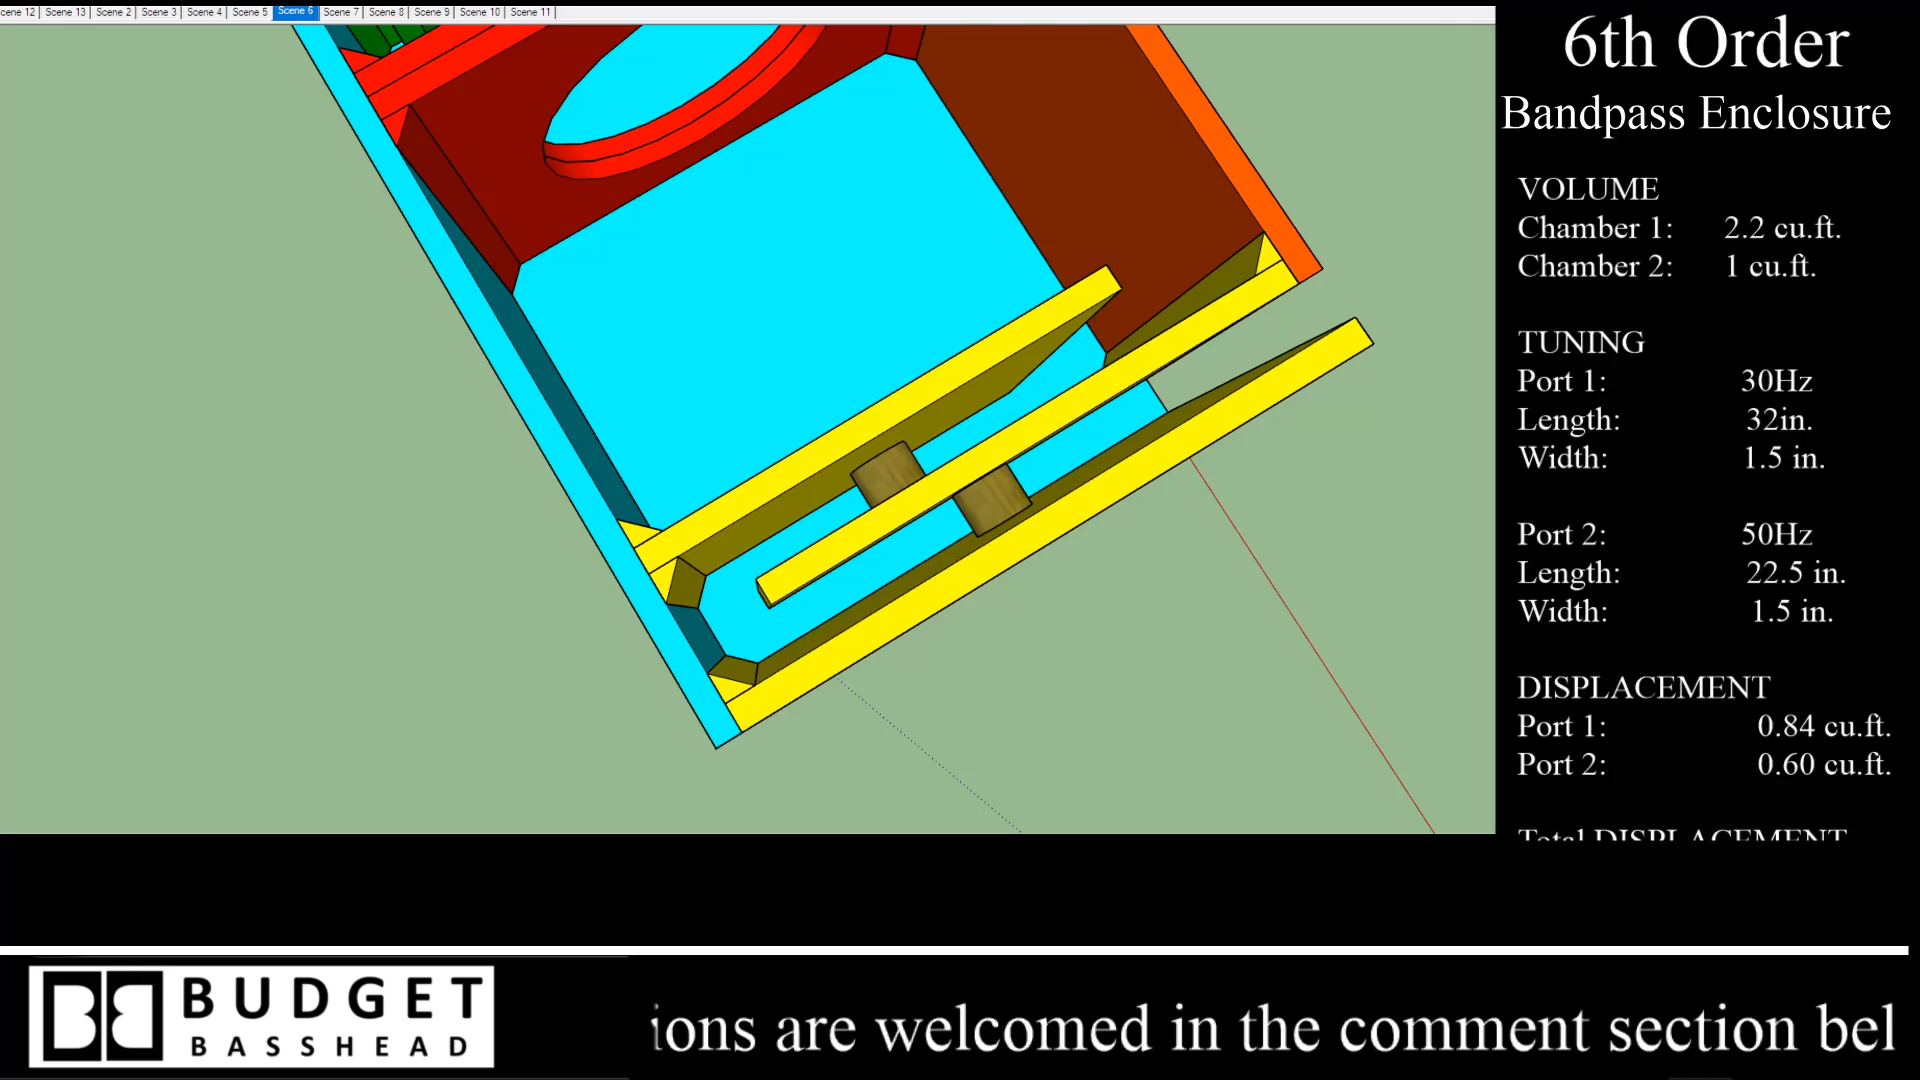 cene 12 Scene 13 Scene 2 Scene 3 Scene 4 Scene 5 Scene 6 Scene 7 Scene 8 Scene 9 Scene 10 Scene 11
6th Order
Bandpass Enclosure
VOLUME
Chamber 1: 2.2 cu.ft.
Chamber 2: 1 cu.ft.
TUNING
Port 1: 30Hz
Length: 32in.
Width: 1.5 in.
Port 2: 50Hz
Length: 22.5 in.
Width: 1.5 in.
DISPLACEMENT
Port 1: 0.84 cu.ft.
Port 2: 0.60 cu.ft.
Total DISPLACEMENT
BUDGET
BASSHEAD
ions are welcomed in the comment section bel